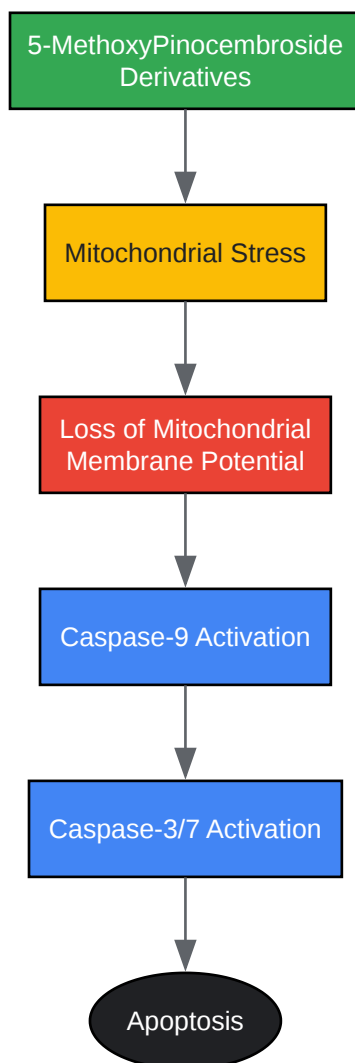 5-MethoxyPinocembroside
Derivatives
Mitochondrial Stress
Loss of Mitochondrial
Membrane Potential
Caspase-9 Activation
Caspase-3/7 Activation
Apoptosis